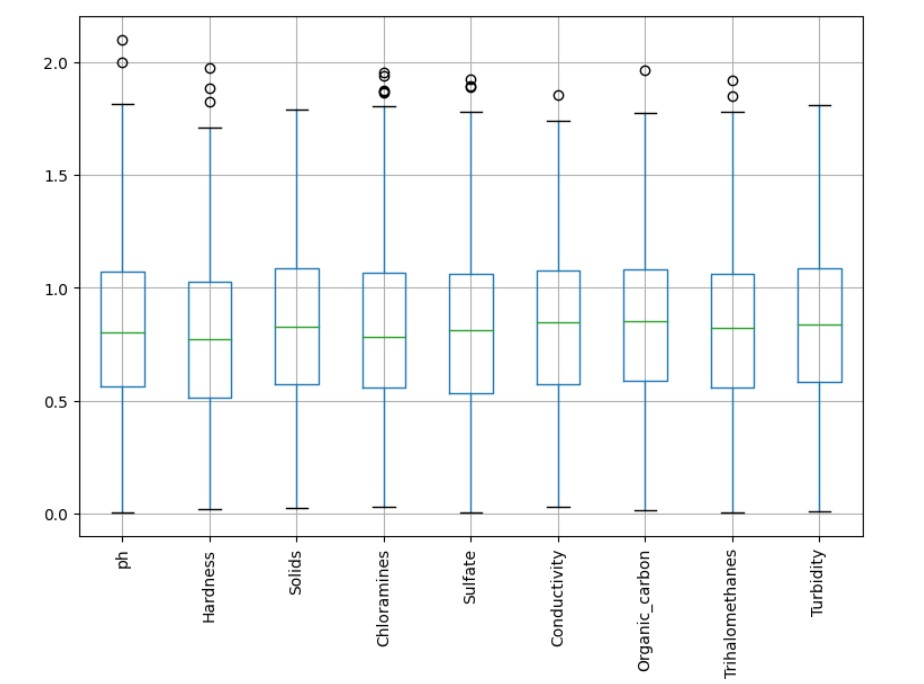 2.0
1.5
1.0
0.5
0.0
ph
Hardness
Solids
Chloramines
Sulfate
Conductivity
Organic_carbon
Trihalomethanes
Turbidity